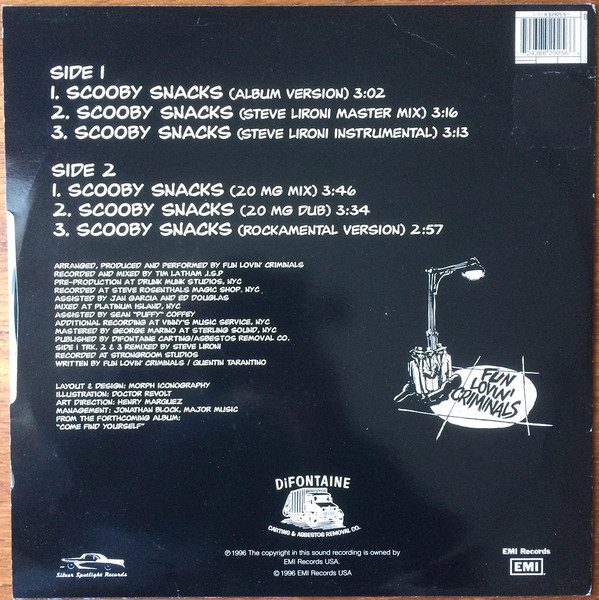 SIDE 1
1. SCOOBY SNACKS (ALBUM VERSION) 3:02
2. SCOOBY SNACKS (STEVE LIRONI MASTER MIX) 3:16
3. SCOOBY SNACKS (STEVE LIRONI INSTRUMENTAL) 3:13
SIDE 2
1. SCOOBY SNACKS (20 MG MIX) 3:46
2. SCOOBY SNACKS (20 MG DUB) 3:34
3. SCOOBY SNACKS (ROCKAMENTAL VERSION) 2:57
ARRANGED, PRODUCED AND PERFORMED BY FUN LOVIN' CRIMINALS
RECORDED AND MIXED BY TIM LATHAM J.S.P
PRE-PRODUCTION AT DRUNK MUNK STUDIOS, NYC
RECORDED AT STEVE ROSENTHALS MAGIC SHOP, NYC
ASSISTED BY JAN GARCIA AND ED DOUGLAS
MIXED AT PLATINUM ISLAND, NYC
ASSISTED BY SEAN "PUFFY" COFFEY
ADDITIONAL RECORDING AT VINNY'S MUSIC SERVICE, NYC
MASTERED BY GEORGE MARINO AT STERLING SOUND, NYC
PUBLISHED BY DIFONTAINE CARTING/ASBESTOS REMOVAL CO.
SIDE 1 TRK. 2 & 3 REMIXED BY STEVE LIRONI
RECORDED AT STRONGROOM STUDIOS
WRITTEN BY FUN LOVIN' CRIMINALS / QUENTIN TARANTINO
LAYOUT & DESIGN: MORPH ICONOGRAPHY
ILLUSTRATION: DOCTOR REVOLT
ART DIRECTION: HENRY MARQUEZ
MANAGEMENT: JONATHAN BLOCK, MAJOR MUSIC
FROM THE FORTHCOMING ALBUM:
"COME FIND YOURSELF"
FUN
LOVIN'
CRIMINALS
DiFONTAINE
CARTING & ASBESTOS REMOVAL CO.
Silver Spotlight Records
℗ 1996 The copyright in this sound recording is owned by
EMI Records USA.
© 1996 EMI Records USA
EMI Records
EMI